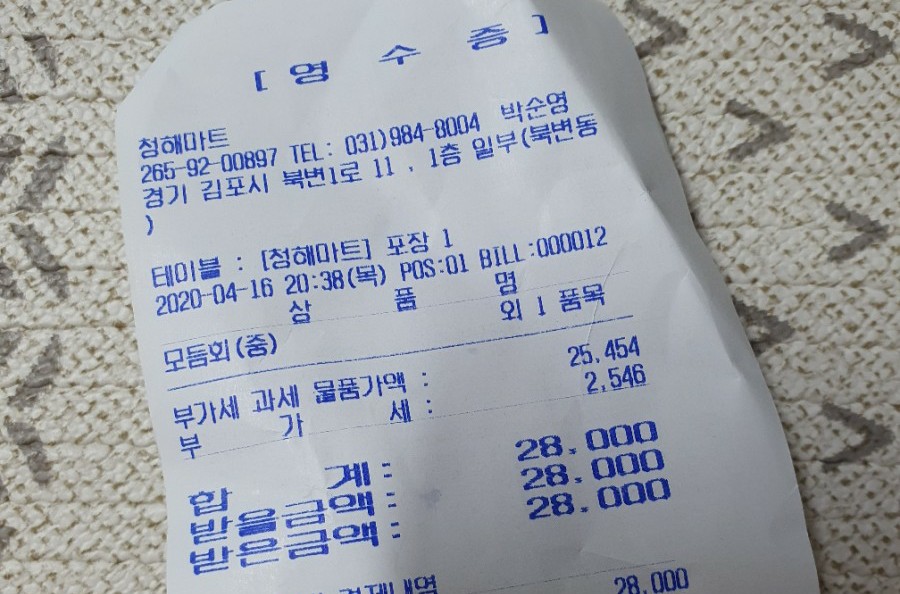 [ 영 수 증 ]
청해마트
265-92-00897 TEL: 031)984-8004 박순영
경기 김포시 북변1로 11 , 1층 일부(북변동
)
테이블 : [청해마트] 포장 1
2020-04-16 20:38(목) POS:01 BILL:000012
상 품 명
모듬회(중) 외 1 품목
부가세 과세 물품가액 : 25,454
부 가 세 : 2,546
합 계 : 28,000
받을금액 : 28,000
받은금액 : 28,000
28,000